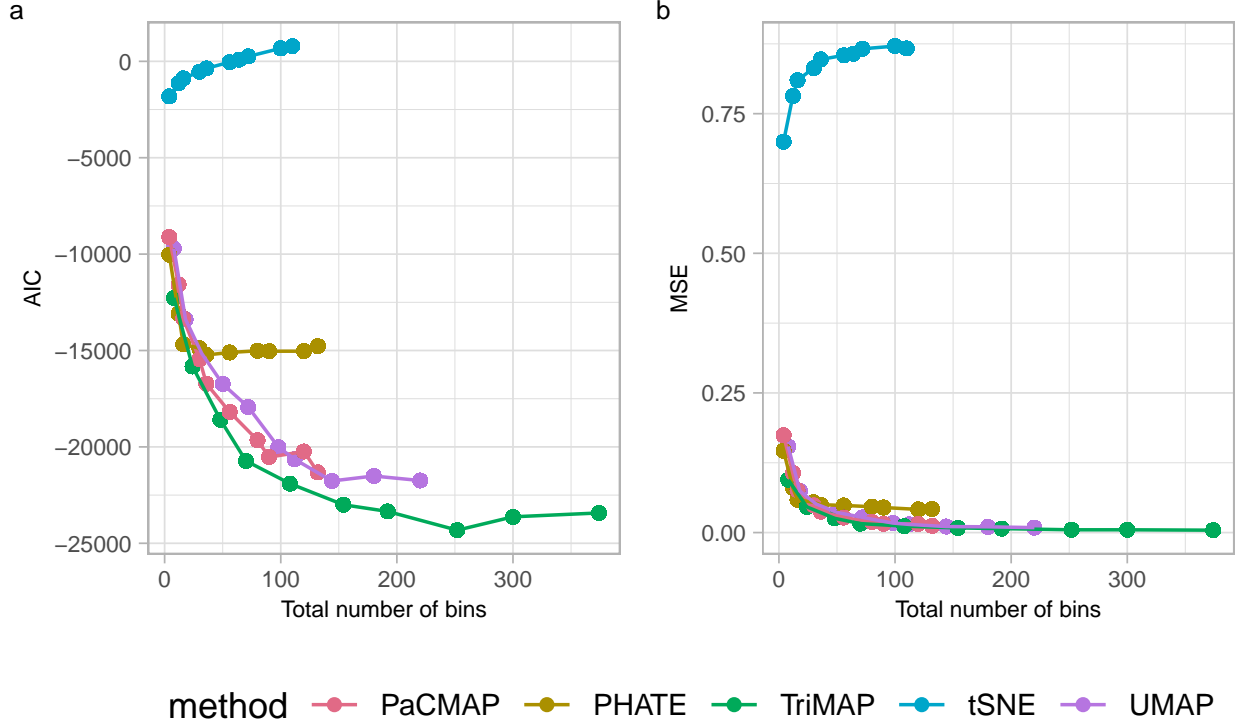 a
AIC
0
−5000
−10000
−15000
−20000
−25000
0 100 200 300
Total number of bins
b
MSE
0.75
0.50
0.25
0.00
0 100 200 300
Total number of bins
method PaCMAP PHATE TriMAP tSNE UMAP